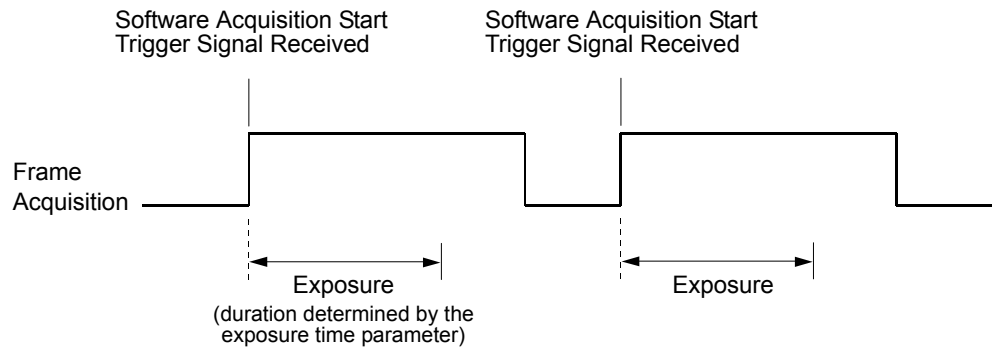 Software Acquisition Start
Trigger Signal Received
Software Acquisition Start
Trigger Signal Received
Frame
Acquisition
Exposure
(duration determined by the
exposure time parameter)
Exposure